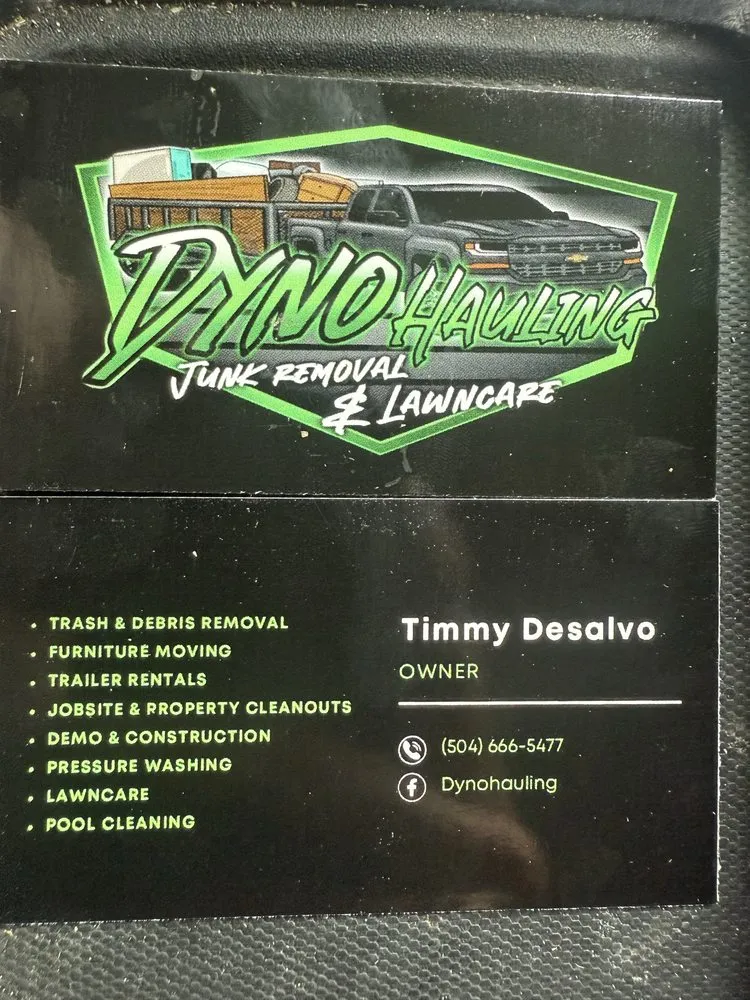 DYNO HAULING
JUNK REMOVAL
& LAWNCARE
• TRASH & DEBRIS REMOVAL
• FURNITURE MOVING
• TRAILER RENTALS
• JOBSITE & PROPERTY CLEANOUTS
• DEMO & CONSTRUCTION
• PRESSURE WASHING
• LAWNCARE
• POOL CLEANING
Timmy Desalvo
OWNER
(504) 666-5477
Dynohauling